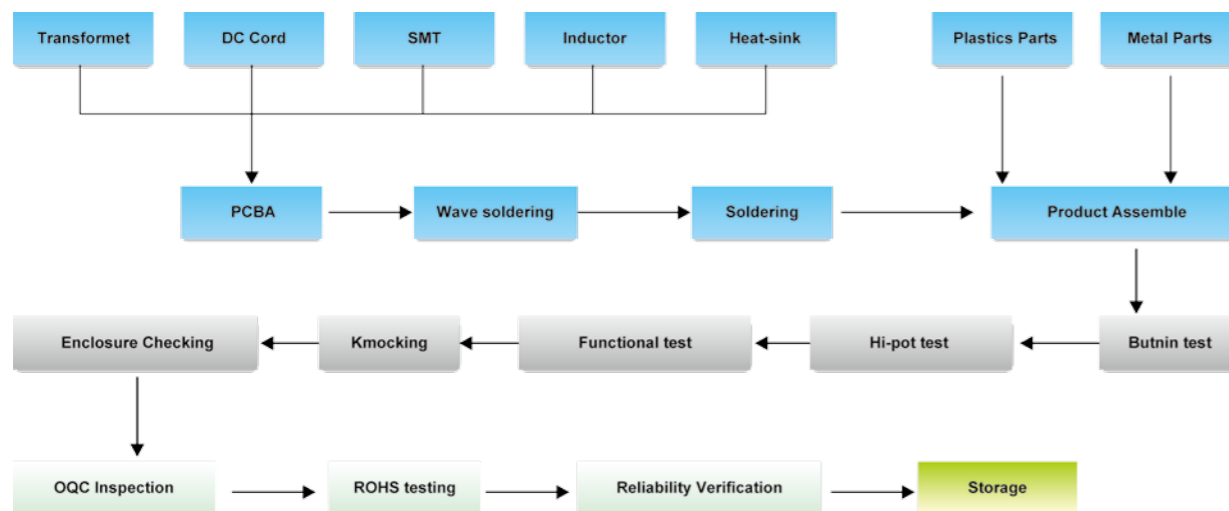 Transformet
DC Cord
SMT
Inductor
Heat-sink
Plastics Parts
Metal Parts
PCBA
Wave soldering
Soldering
Product Assemble
Enclosure Checking
Kmocking
Functional test
Hi-pot test
Butnin test
OQC Inspection
ROHS testing
Reliability Verification
Storage